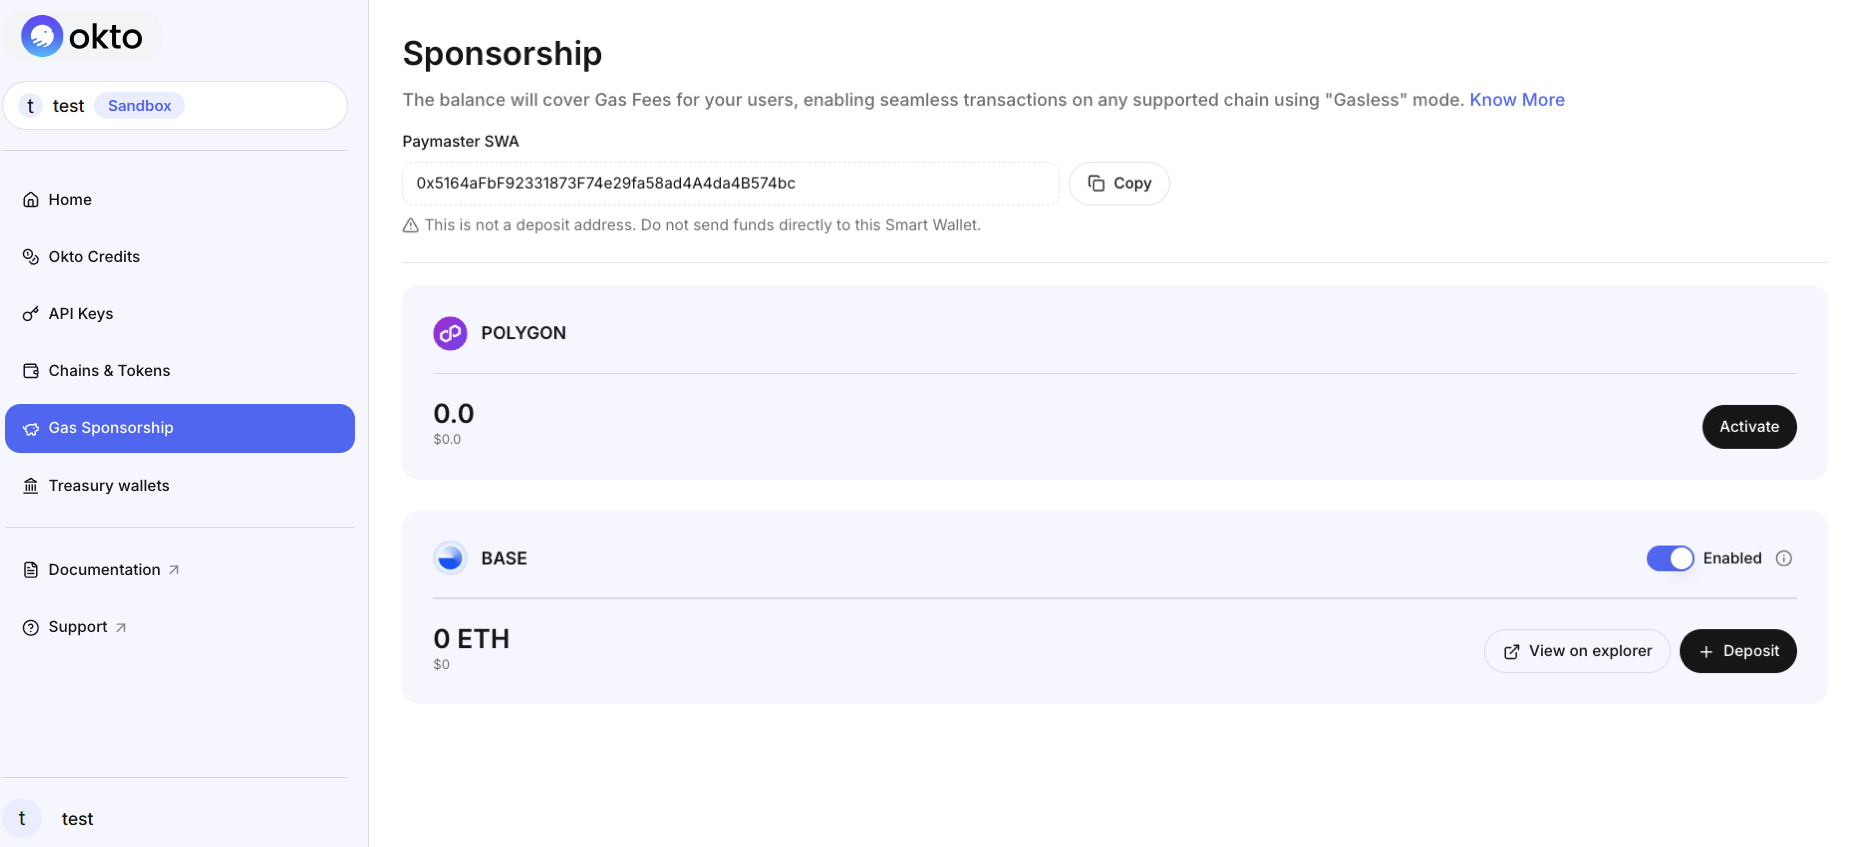 okto
t test Sandbox
Home
Okto Credits
API Keys
Chains & Tokens
Gas Sponsorship
Treasury wallets
Documentation
Support
t test
Sponsorship
The balance will cover Gas Fees for your users, enabling seamless transactions on any supported chain using "Gasless" mode. Know More
Paymaster SWA
0x5164aFbF92331873F74e29fa58ad4A4da4B574bc Copy
This is not a deposit address. Do not send funds directly to this Smart Wallet.
POLYGON
0.0
$0.0
Activate
BASE Enabled
0 ETH
$0
View on explorer Deposit